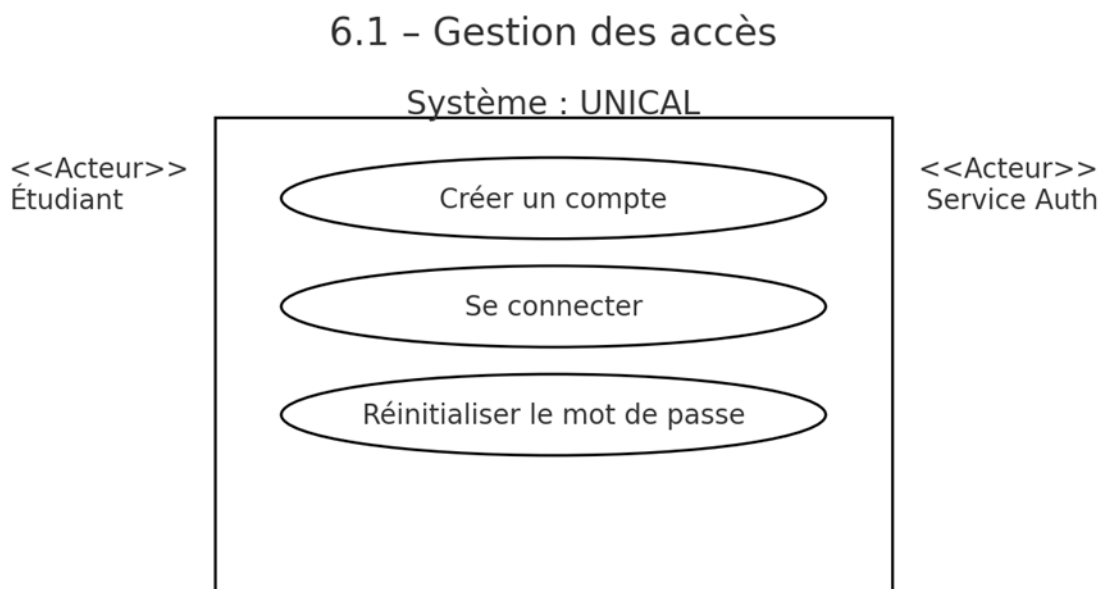 6.1 – Gestion des accès
Système : UNICAL
<<Acteur>>
Étudiant
<<Acteur>>
Service Auth
Créer un compte
Se connecter
Réinitialiser le mot de passe